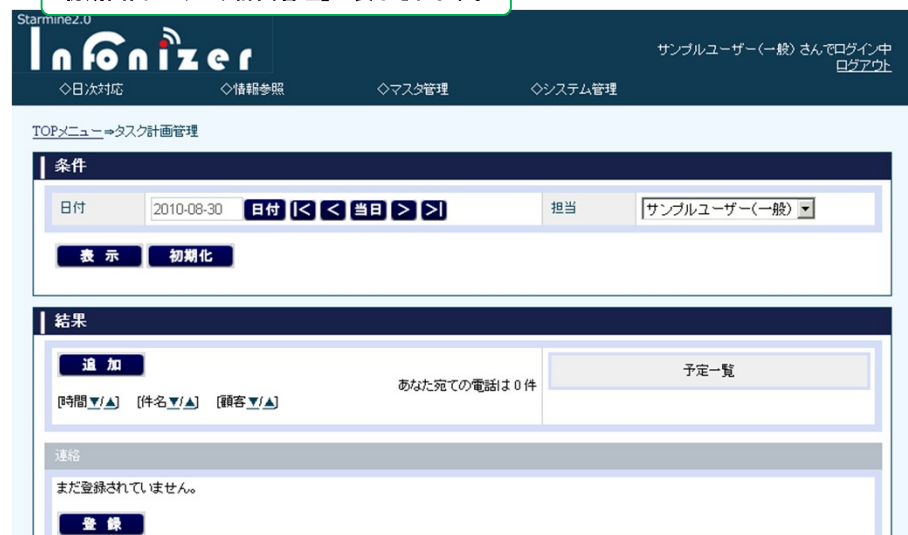 Starmine2.0
Infonizer
サンプルユーザー(一般) さんでログイン中
ログアウト
◇日次対応 ◇情報参照 ◇マスタ管理 ◇システム管理
TOPメニュー⇒タスク計画管理
条件
日付 2010-08-30 日付 |< < 当日 > >| 担当 サンプルユーザー(一般)
表 示 初期化
結果
追 加
あなた宛ての電話は 0 件
予定一覧
[時間▼/▲] [件名▼/▲] [顧客▼/▲]
連絡
まだ登録されていません。
登 録